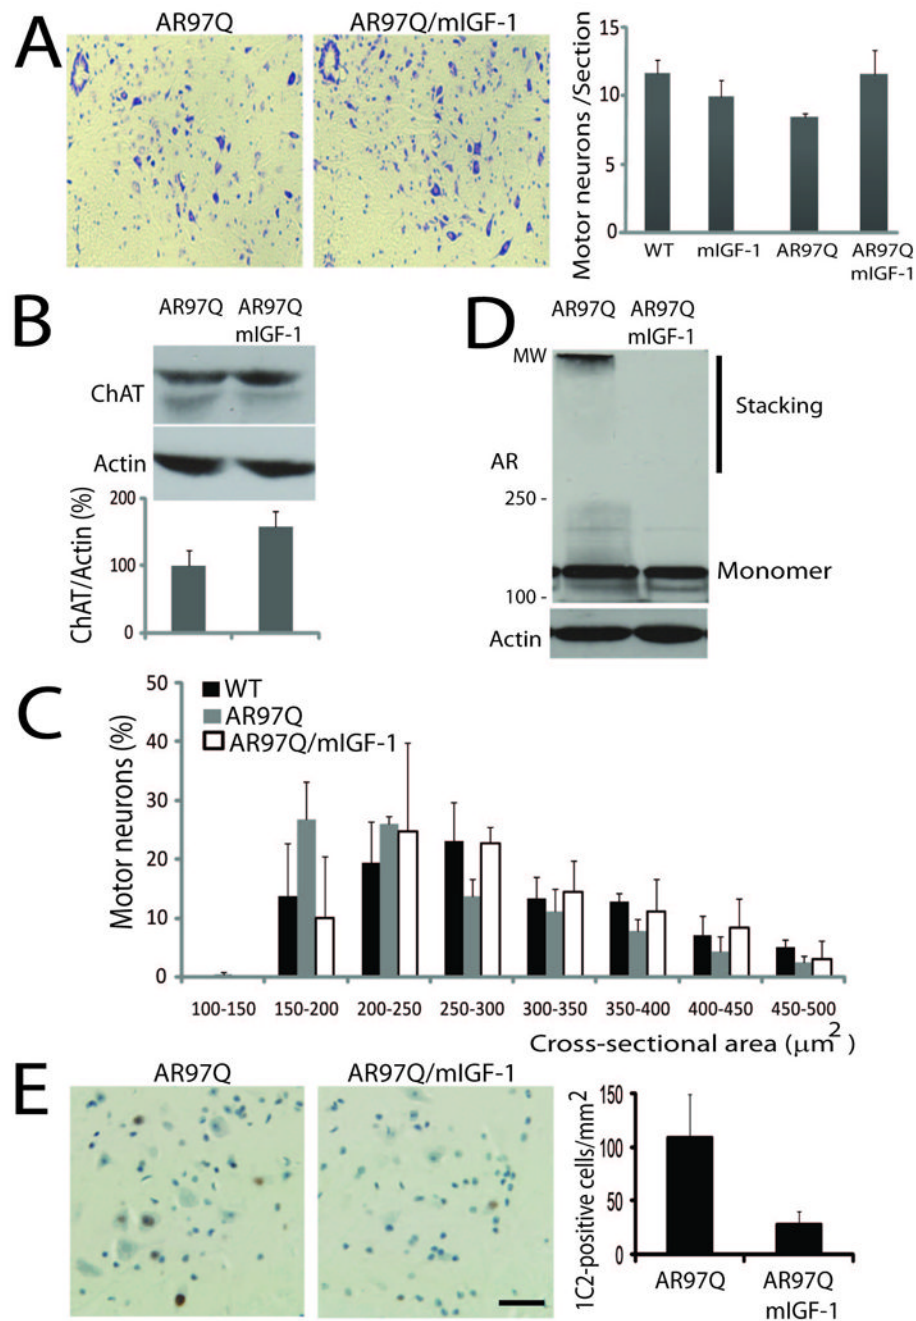 A
AR97Q
AR97Q/mIGF-1
Motor neurons /Section
15
10
5
0
WT
mIGF-1
AR97Q
AR97Q
mIGF-1
B
AR97Q
AR97Q
mIGF-1
ChAT
Actin
ChAT/Actin (%)
200
100
0
D
AR97Q
AR97Q
mIGF-1
MW
Stacking
AR
250 -
Monomer
100 -
Actin
C
Motor neurons (%)
50
40
30
20
10
0
WT
AR97Q
AR97Q/mIGF-1
100-150
150-200
200-250
250-300
300-350
350-400
400-450
450-500
Cross-sectional area (μm2)
E
AR97Q
AR97Q/mIGF-1
1C2-positive cells/mm2
150
100
50
0
AR97Q
AR97Q
mIGF-1